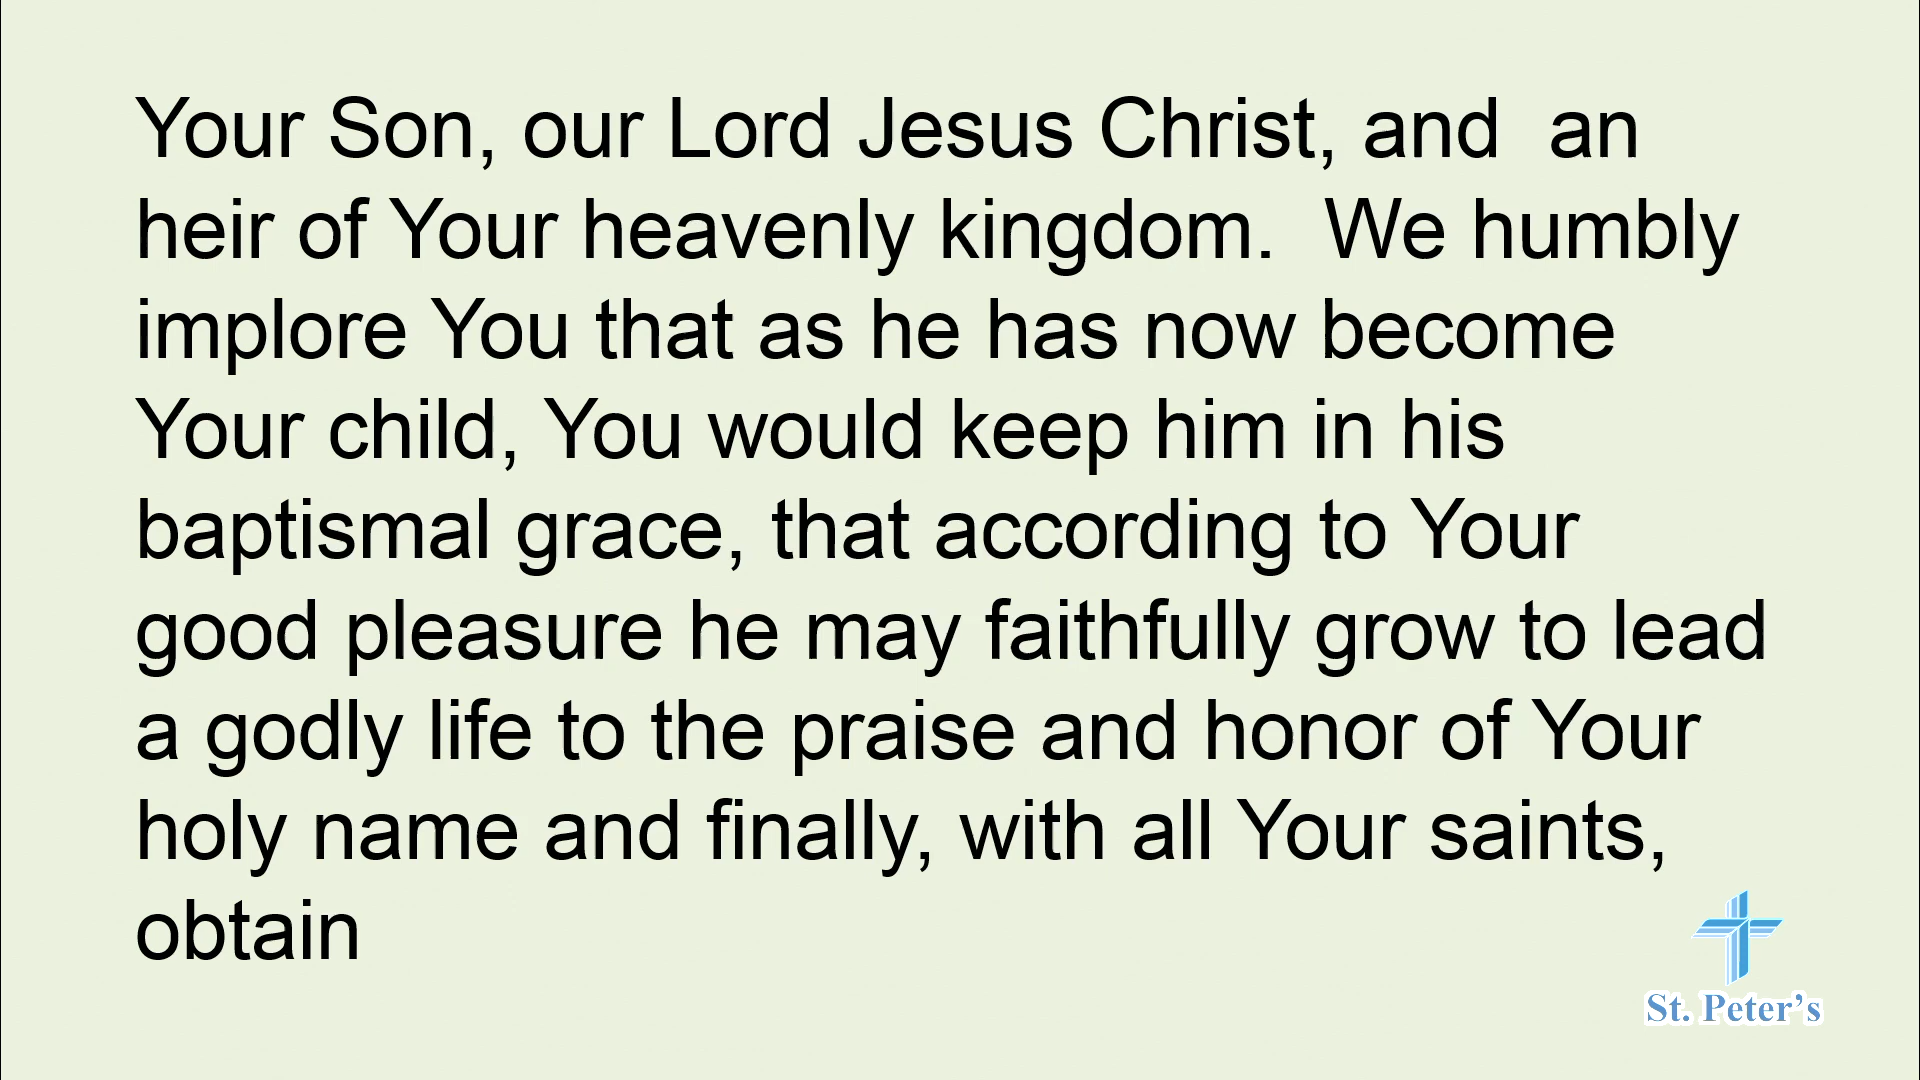 Your Son, our Lord Jesus Christ, and  an
heir of Your heavenly kingdom.  We humbly
implore You that as he has now become
Your child, You would keep him in his
baptismal grace, that according to Your
good pleasure he may faithfully grow to lead
a godly life to the praise and honor of Your
holy name and finally, with all Your saints,
obtain
St. Peter’s